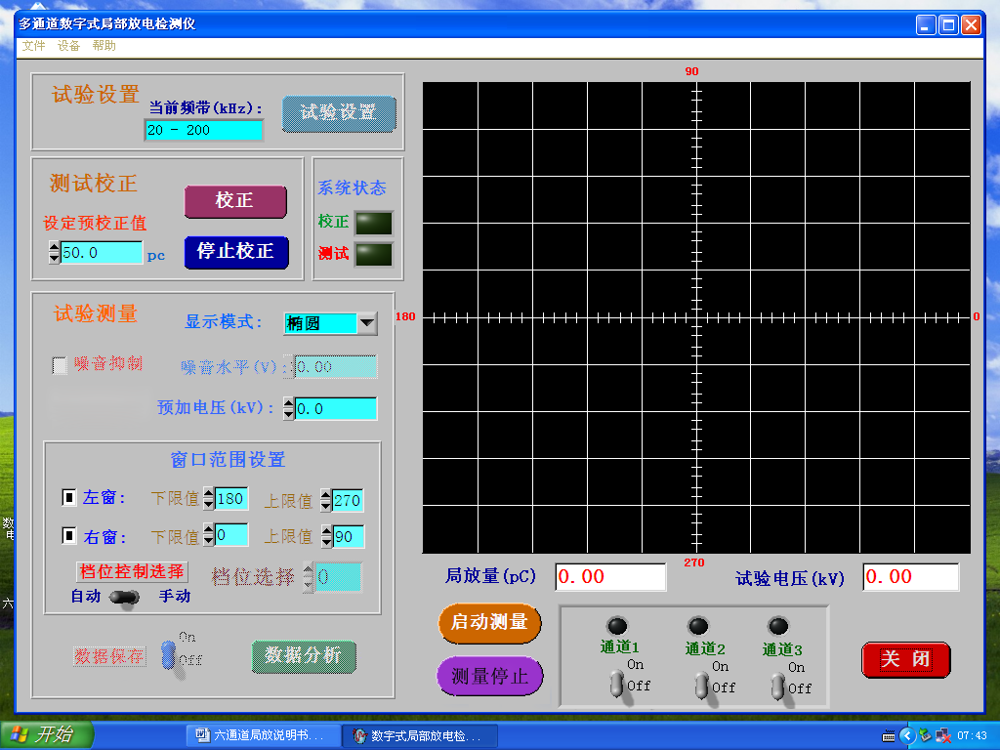 多通道数字式局部放电检测仪
文件 设备 帮助
试验设置
当前频带(kHz):
20 - 200
试验设置
测试校正
校正
设定预校正值
50.0 pc
停止校正
系统状态
校正
测试
试验测量
显示模式: 椭圆
噪音抑制 噪音水平(V): 0.00
预加电压(kV): 0.0
窗口范围设置
左窗: 下限值 180 上限值 270
右窗: 下限值 0 上限值 90
档位控制选择 档位选择 0
自动 手动
数据保存 On
Off
数据分析
90
180
0
270
局放量(pC) 0.00 试验电压(kV) 0.00
启动测量
测量停止
通道1 通道2 通道3
On On On
Off Off Off
关 闭
数
电
六
开始 六通道局放说明书... 数字式局部放电检... 07:43